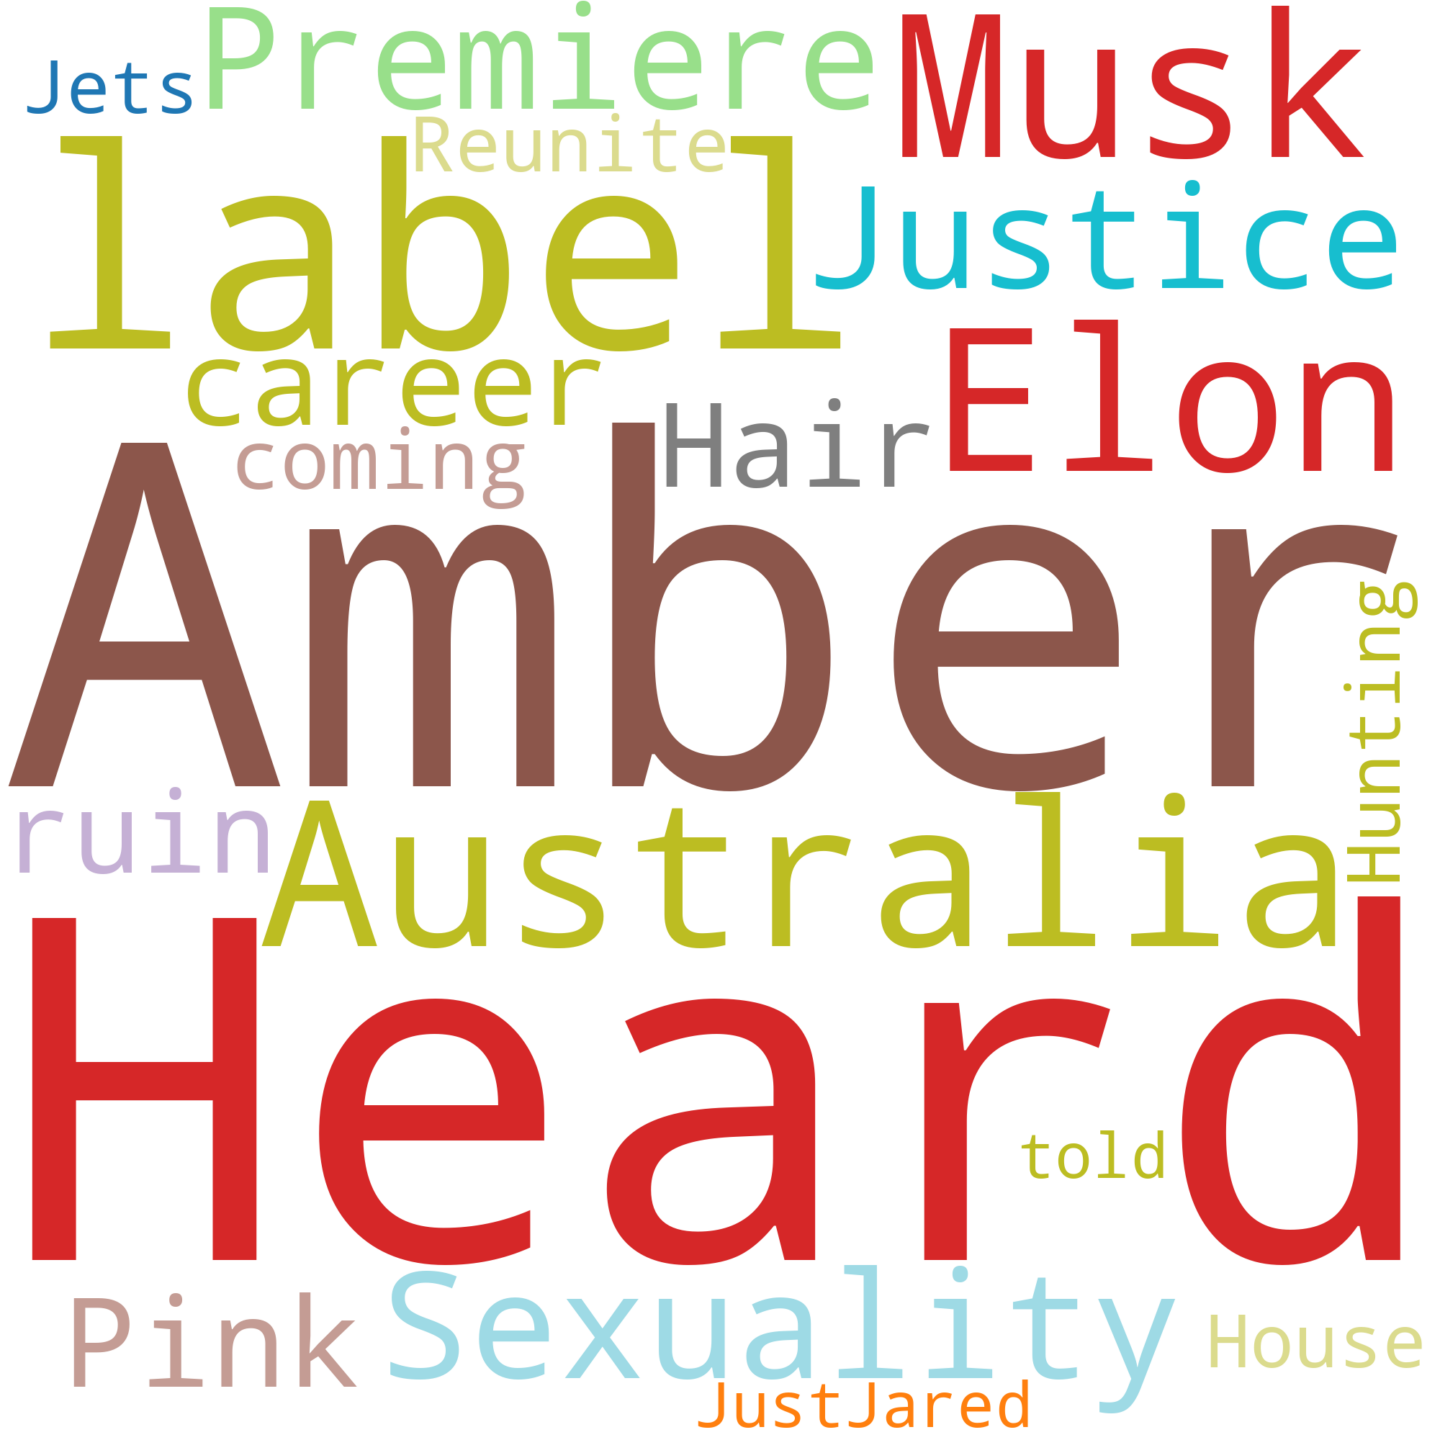 Jets
Premiere
Musk
Reunite
label
Justice
career
Elon
Hair
coming
Amber
Hunting
ruin
Australia
Heard
told
Pink
Sexuality
House
JustJared